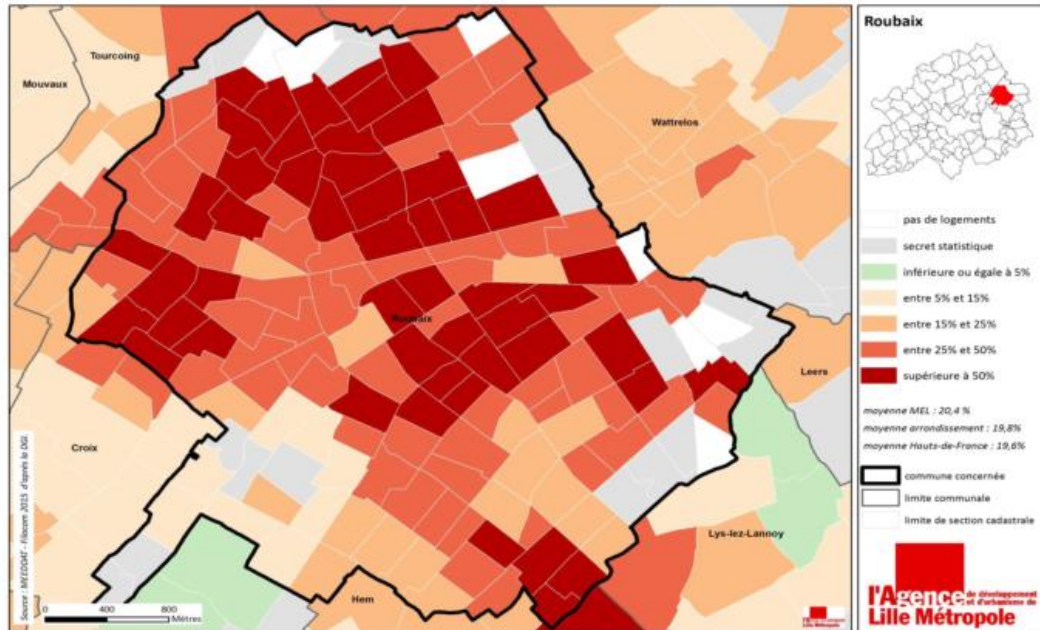 Tourcoing
Mouvaux
Wattrelos
Roubaix
Croix
Leers
Lys-lez-Lannoy
Hem
Source : MEEDDAT - Filocom 2015 d'après la DGI.
0 400 800
Mètres
Roubaix
pas de logements
secret statistique
inférieure ou égale à 5%
entre 5% et 15%
entre 15% et 25%
entre 25% et 50%
supérieure à 50%
moyenne MEL : 20,4 %
moyenne arrondissement : 19,8%
moyenne Hauts-de-France : 19,6%
commune concernée
limite communale
limite de section cadastrale
l'Agence de développement
et d'urbanisme de
Lille Métropole